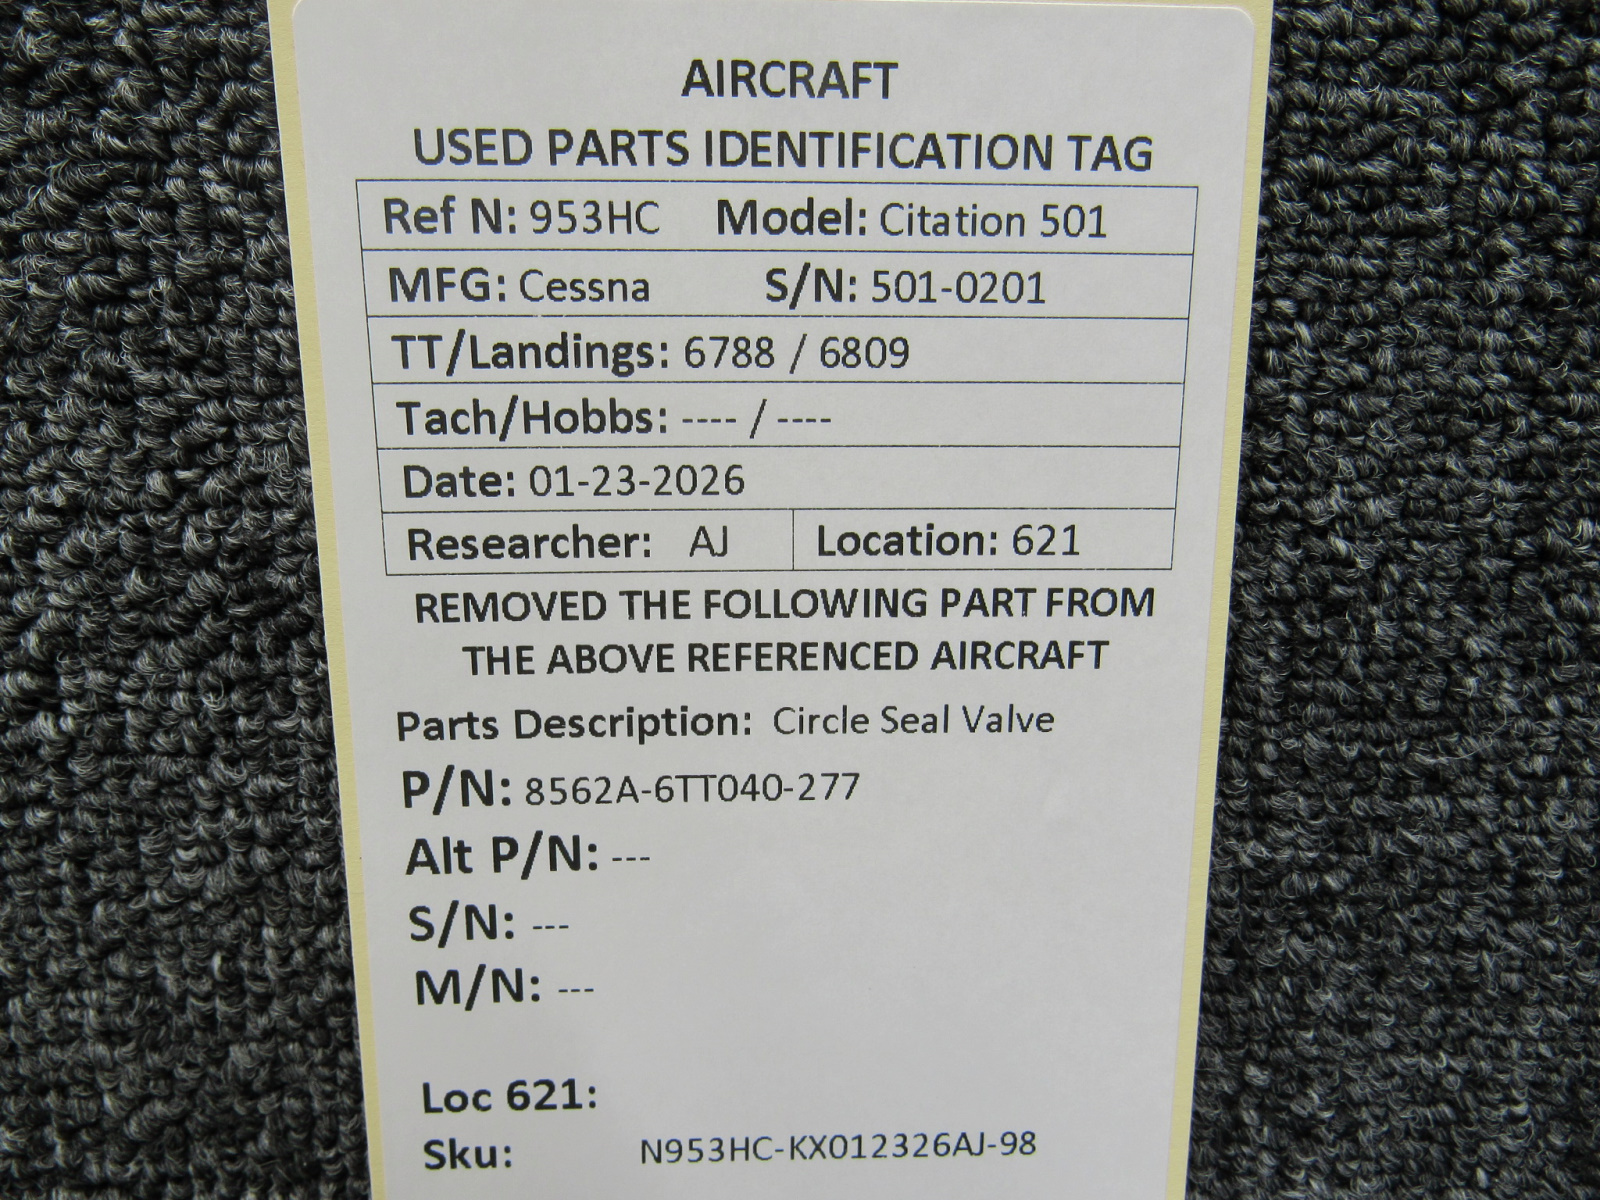 AIRCRAFT
USED PARTS IDENTIFICATION TAG
Ref N: 953HC Model: Citation 501
MFG: Cessna S/N: 501-0201
TT/Landings: 6788 / 6809
Tach/Hobbs: ---- / ----
Date: 01-23-2026
Researcher: AJ Location: 621
REMOVED THE FOLLOWING PART FROM
THE ABOVE REFERENCED AIRCRAFT
Parts Description: Circle Seal Valve
P/N: 8562A-6TT040-277
Alt P/N: ---
S/N: ---
M/N: ---
Loc 621:
Sku: N953HC-KX012326AJ-98